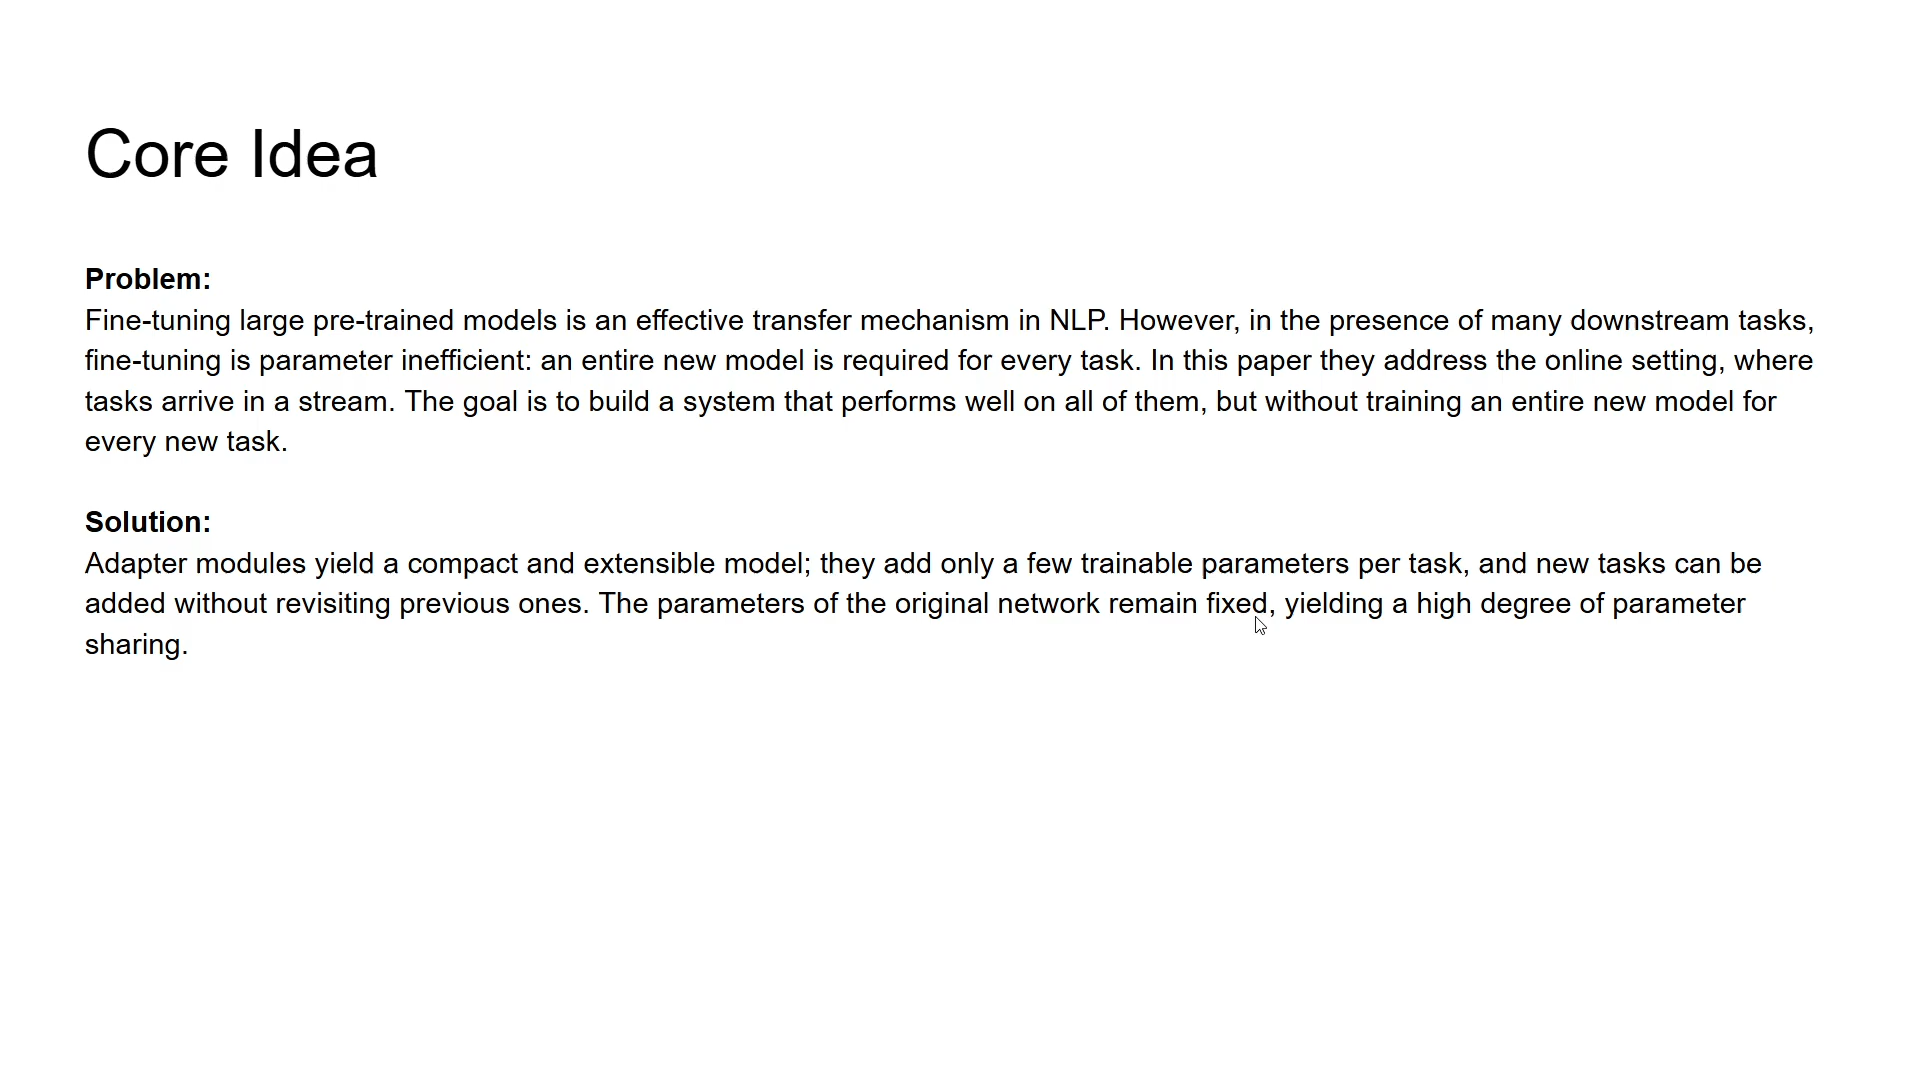 Core Idea
Problem:
Fine-tuning large pre-trained models is an effective transfer mechanism in NLP. However, in the presence of many downstream tasks,
fine-tuning is parameter inefficient: an entire new model is required for every task. In this paper they address the online setting, where
tasks arrive in a stream. The goal is to build a system that performs well on all of them, but without training an entire new model for
every new task.
Solution:
Adapter modules yield a compact and extensible model; they add only a few trainable parameters per task, and new tasks can be
added without revisiting previous ones. The parameters of the original network remain fixed, yielding a high degree of parameter
sharing.